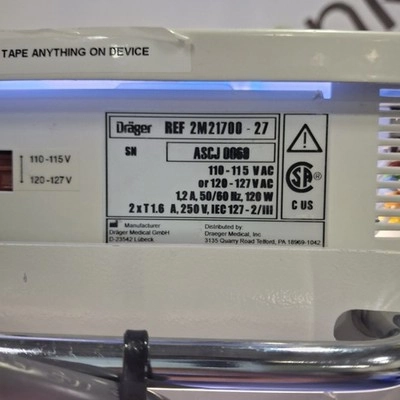 TAPE ANYTHING ON DEVICE
Dräger REF 2M21700 - 27
SN ASCJ 0069
110 - 115 V AC
or 120 - 127 V AC
1,2 A, 50/60 Hz, 120 W
2 x T 1.6 A, 250 V, IEC 127 - 2/III
110 - 115 V
120 - 127 V
C US
Manufacturer
Dräger Medical GmbH
D-23542 Lübeck
Distributed by
Draeger Medical, Inc
3135 Quarry Road Telford, PA 18969-1042